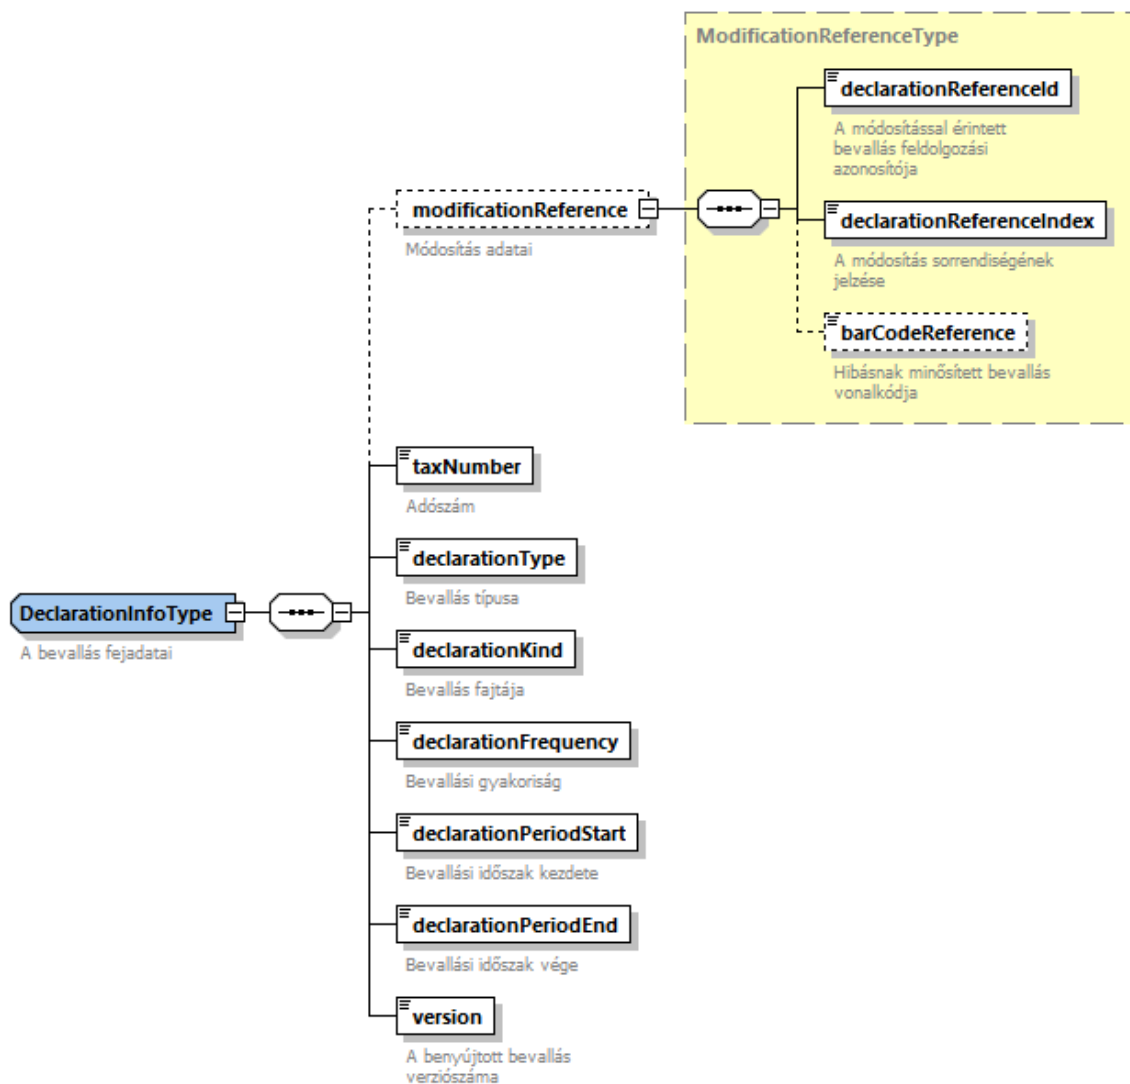 ModificationReferenceType
declarationReferenceId
A módosítással érintett
bevallás feldolgozási
azonosítója
modificationReference
Módosítás adatai
declarationReferenceIndex
A módosítás sorrendiségének
jelzése
barCodeReference
Hibásnak minősített bevallás
vonalkódja
taxNumber
Adószám
declarationType
Bevallás típusa
DeclarationInfoType
A bevallás fejadatai
declarationKind
Bevallás fajtája
declarationFrequency
Bevallási gyakoriság
declarationPeriodStart
Bevallási időszak kezdete
declarationPeriodEnd
Bevallási időszak vége
version
A benyújtott bevallás
verziószáma